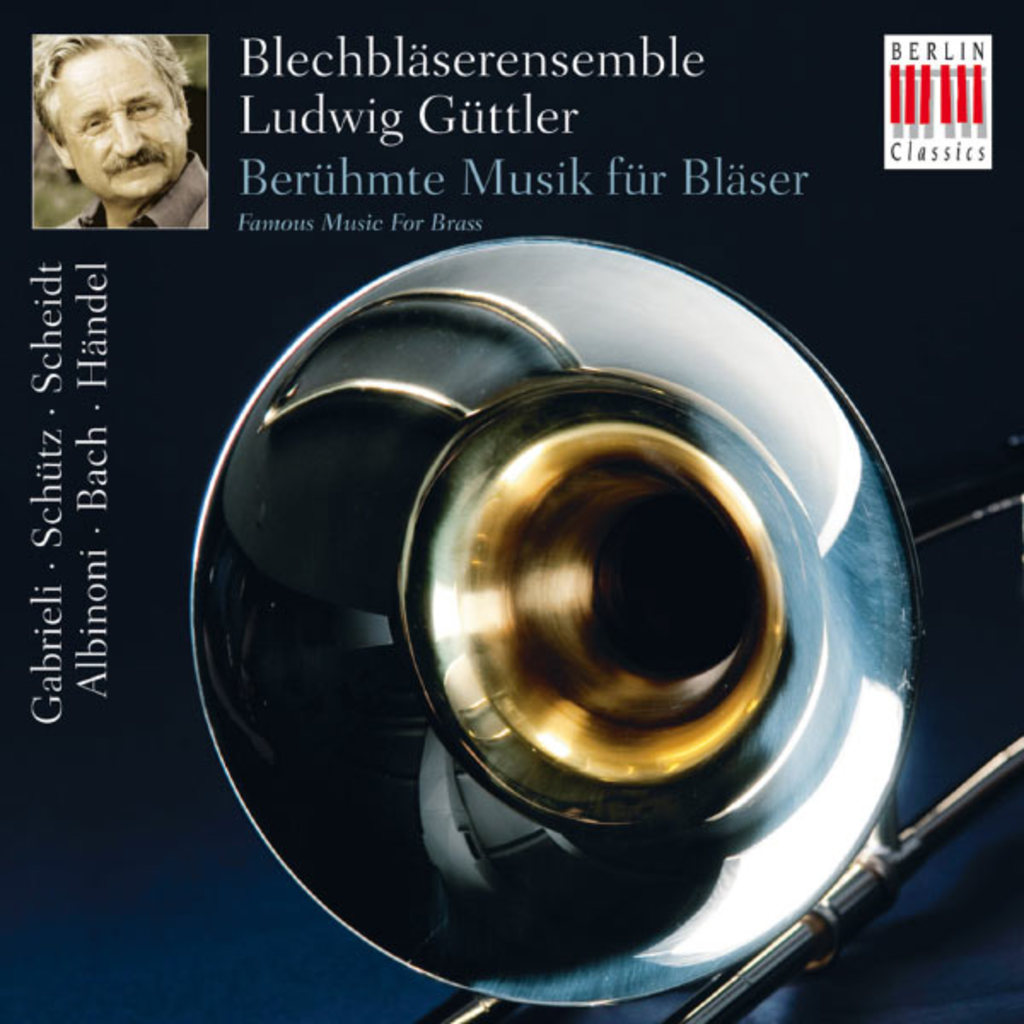 Blechbläserensemble
Ludwig Güttler
Berühmte Musik für Bläser
Famous Music For Brass
BERLIN
Classics
Gabrieli · Schütz · Scheidt
Albinoni · Bach · Händel